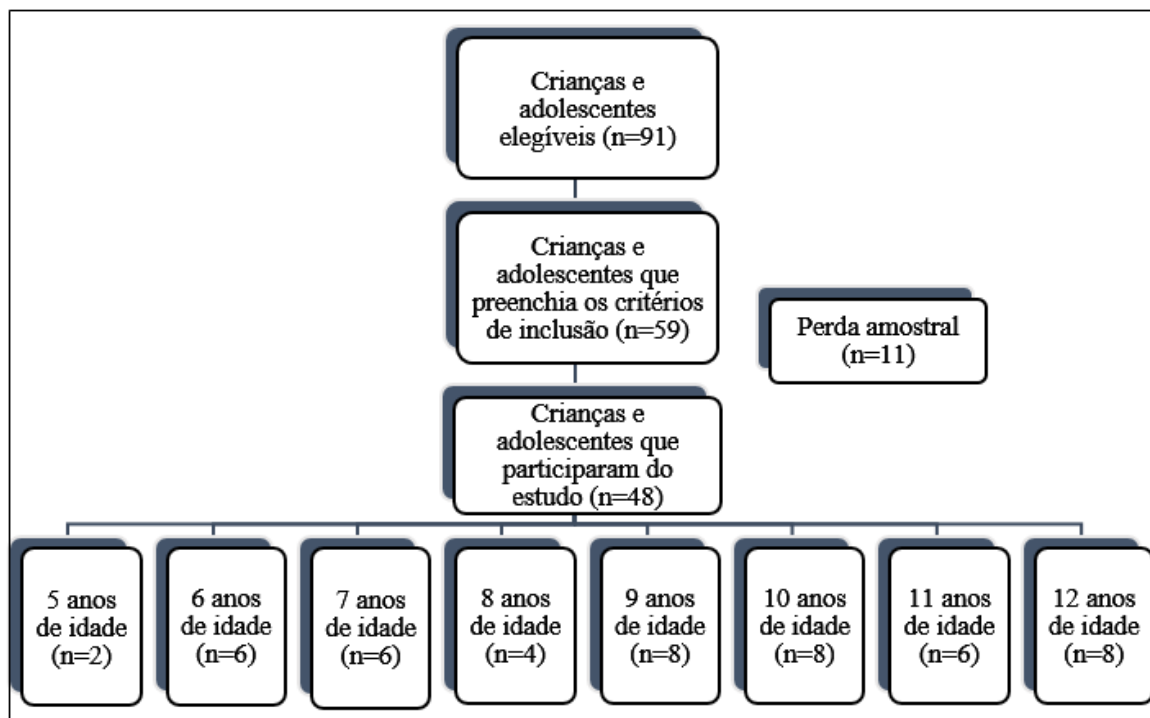 Crianças e
adolescentes
elegíveis (n=91)
Crianças e
adolescentes que
preenchia os critérios
de inclusão (n=59)
Perda amostral
(n=11)
Crianças e
adolescentes que
participaram do
estudo (n=48)
5 anos
de idade
(n=2)
6 anos
de idade
(n=6)
7 anos
de idade
(n=6)
8 anos
de idade
(n=4)
9 anos
de idade
(n=8)
10 anos
de idade
(n=8)
11 anos
de idade
(n=6)
12 anos
de idade
(n=8)